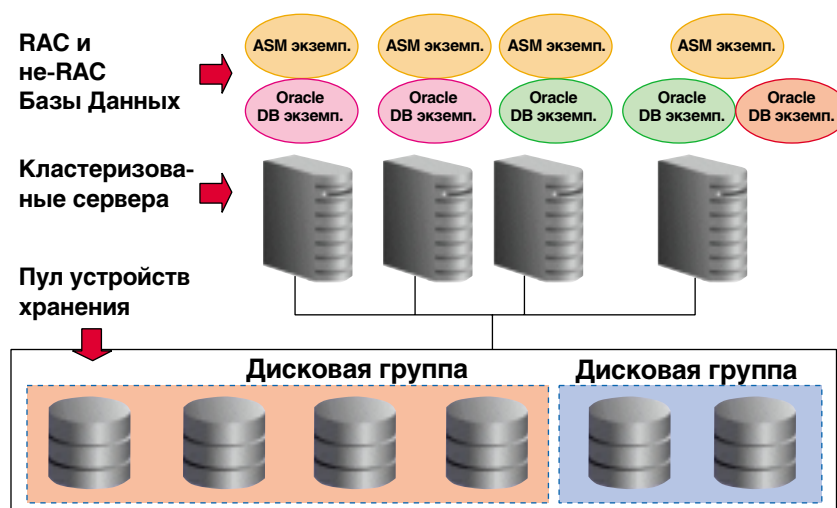 RAC и
не-RAC
Базы Данных
ASM экземп.
ASM экземп.
ASM экземп.
ASM экземп.
Oracle
DB экземп.
Oracle
DB экземп.
Oracle
DB экземп.
Oracle
DB экземп.
Oracle
DB экземп.
Кластеризова-
ные сервера
Пул устройств
хранения
Дисковая группа
Дисковая группа